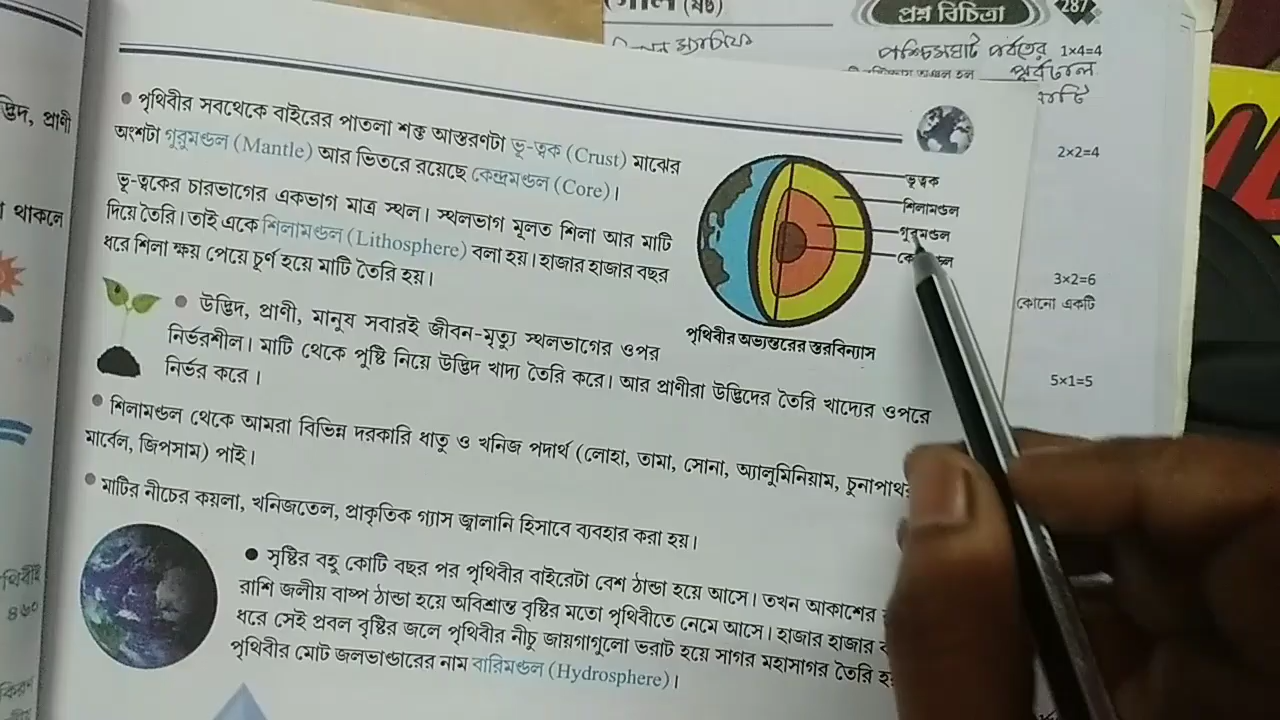 (ষষ্ঠ)
প্রশ্ন বিচিত্রা
287
পশ্চিমঘাট পর্বতের 1×4=4
পূর্বঢালে
2×2=4
3×2=6
কোনো একটি
5×1=5
দ্ভিদ, প্রাণী
থাকলে
৪৬০
● পৃথিবীর সবথেকে বাইরের পাতলা শক্ত আস্তরণটা ভূ-ত্বক (Crust) মাঝের
অংশটা গুরুমণ্ডল (Mantle) আর ভিতরে রয়েছে কেন্দ্রমণ্ডল (Core)।
ভূ-ত্বকের চারভাগের একভাগ মাত্র স্থল। স্থলভাগ মূলত শিলা আর মাটি
দিয়ে তৈরি। তাই একে শিলামণ্ডল (Lithosphere) বলা হয়। হাজার হাজার বছর
ধরে শিলা ক্ষয় পেয়ে চূর্ণ হয়ে মাটি তৈরি হয়।
ভূত্বক
শিলামণ্ডল
গুরুমণ্ডল
পৃথিবীর অভ্যন্তরের স্তরবিন্যাস
● উদ্ভিদ, প্রাণী, মানুষ সবারই জীবন-মৃত্যু স্থলভাগের ওপর
নির্ভরশীল। মাটি থেকে পুষ্টি নিয়ে উদ্ভিদ খাদ্য তৈরি করে। আর প্রাণীরা উদ্ভিদের তৈরি খাদ্যের ওপরে
নির্ভর করে।
● শিলামণ্ডল থেকে আমরা বিভিন্ন দরকারি ধাতু ও খনিজ পদার্থ (লোহা, তামা, সোনা, অ্যালুমিনিয়াম, চুনাপাথর
মার্বেল, জিপসাম) পাই।
● মাটির নীচের কয়লা, খনিজতেল, প্রাকৃতিক গ্যাস জ্বালানি হিসাবে ব্যবহার করা হয়।
● সৃষ্টির বহু কোটি বছর পর পৃথিবীর বাইরেটা বেশ ঠান্ডা হয়ে আসে। তখন আকাশের
রাশি জলীয় বাষ্প ঠান্ডা হয়ে অবিশ্রান্ত বৃষ্টির মতো পৃথিবীতে নেমে আসে। হাজার হাজার
ধরে সেই প্রবল বৃষ্টির জলে পৃথিবীর নীচু জায়গাগুলো ভরাট হয়ে সাগর মহাসাগর তৈরি
পৃথিবীর মোট জলভাণ্ডারের নাম বারিমণ্ডল (Hydrosphere)।